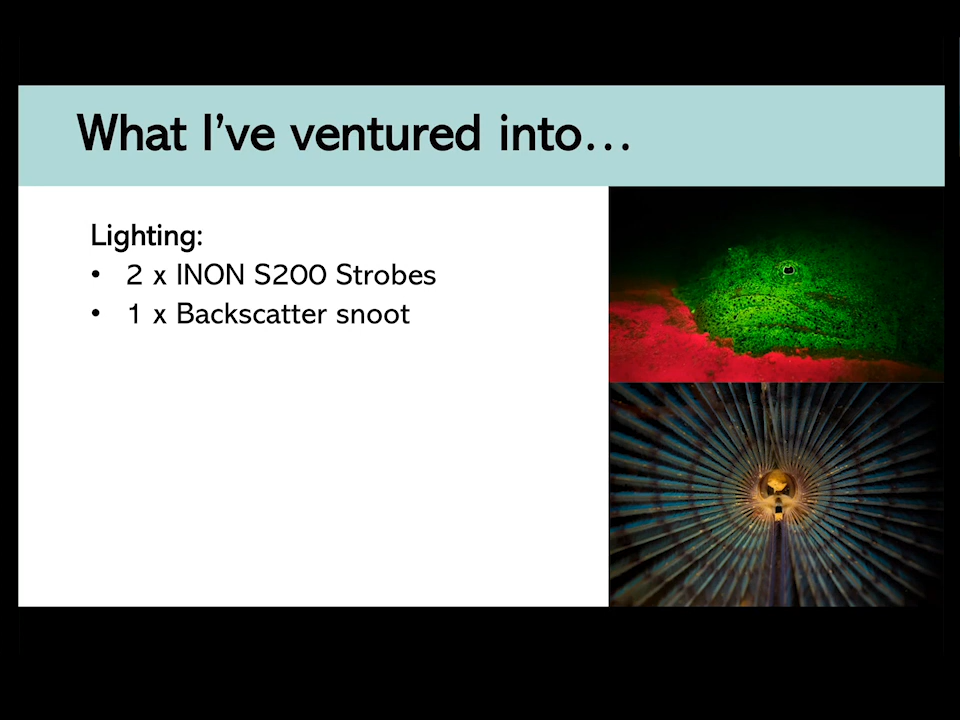 What I've ventured into…
Lighting:
• 2 x INON S200 Strobes
• 1 x Backscatter snoot